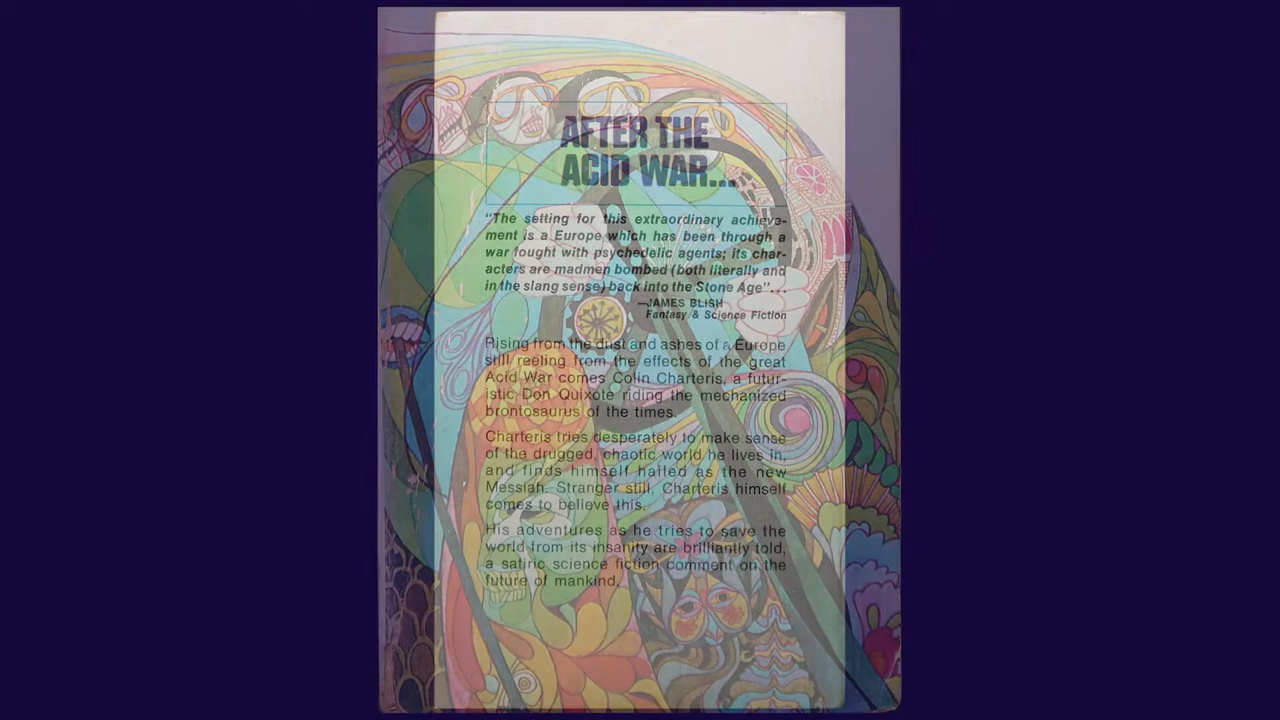 AFTER THE
ACID WAR...
"The setting for this extraordinary achieve-
ment is a Europe which has been through a
war fought with psychedelic agents; its char-
acters are madmen bombed (both literally and
in the slang sense) back into the Stone Age"...
—JAMES BLISH
Fantasy & Science Fiction
Rising from the dust and ashes of a Europe
still reeling from the effects of the great
Acid War comes Colin Charteris, a futur-
istic Don Quixote riding the mechanized
brontosaurus of the times.
Charteris tries desperately to make sense
of the drugged, chaotic world he lives in,
and finds himself hailed as the new
Messiah. Stranger still, Charteris himself
comes to believe this.
His adventures as he tries to save the
world from its insanity are brilliantly told,
a satiric science fiction comment on the
future of mankind.